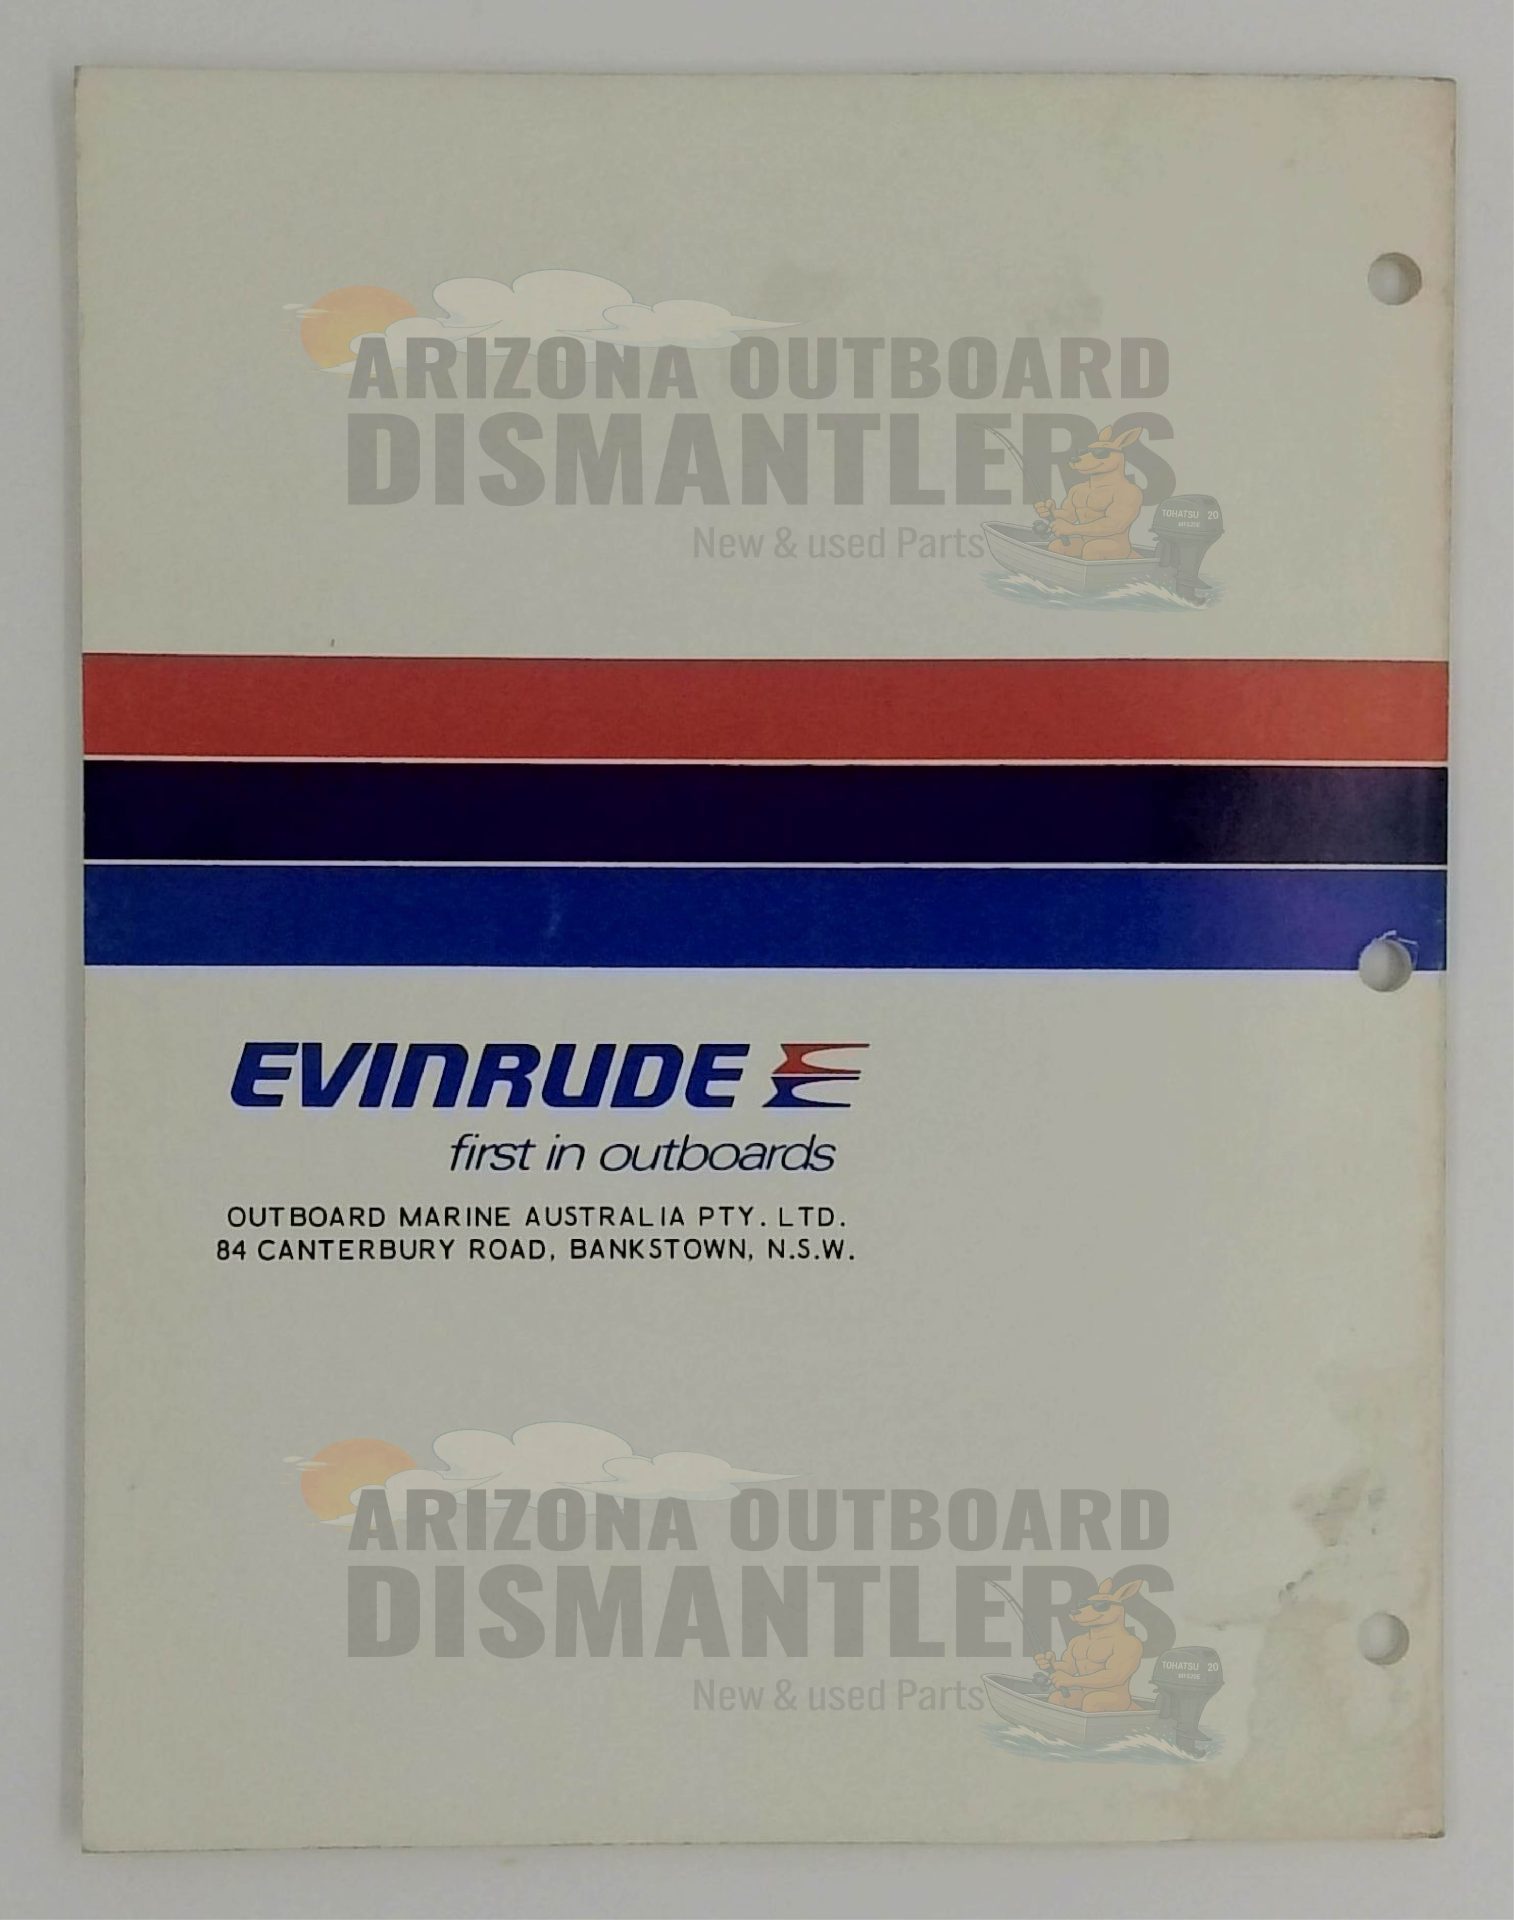 ARIZONA OUTBOARD
DISMANTLERS
New & used Parts
TOHATSU 20
EVINRUDE
first in outboards
OUTBOARD MARINE AUSTRALIA PTY. LTD.
84 CANTERBURY ROAD, BANKSTOWN, N.S.W.
ARIZONA OUTBOARD
DISMANTLERS
New & used Parts
TOHATSU 20